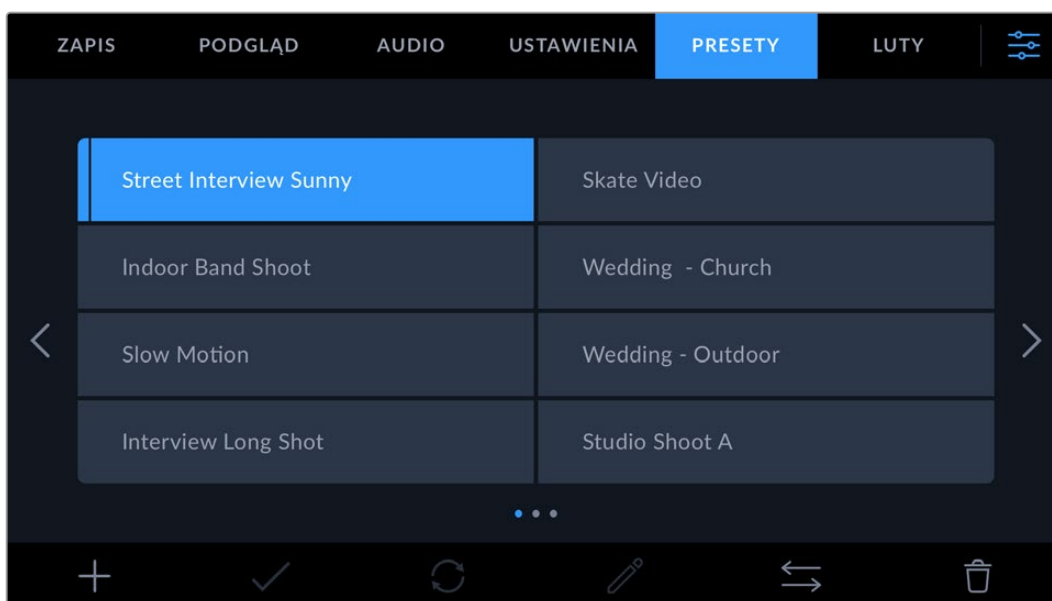 ZAPIS PODGLĄD AUDIO USTAWIENIA PRESETY LUTY
Street Interview Sunny Skate Video
Indoor Band Shoot Wedding - Church
Slow Motion Wedding - Outdoor
Interview Long Shot Studio Shoot A